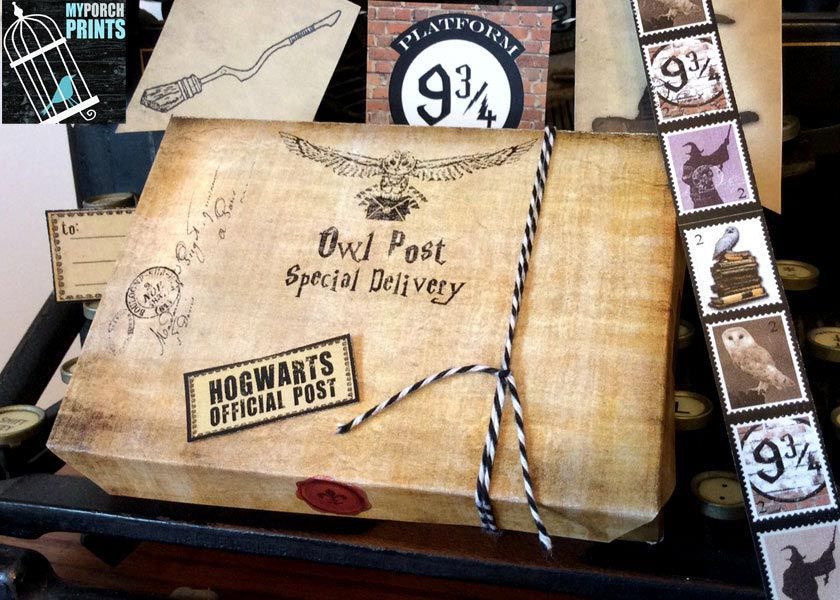 MYPORCH
PRINTS
PLATFORM
9 3/4
to:
Owl Post
Special Delivery
NOV
HOGWARTS
OFFICIAL POST
9 3/4
2
2
2
2
9 3/4